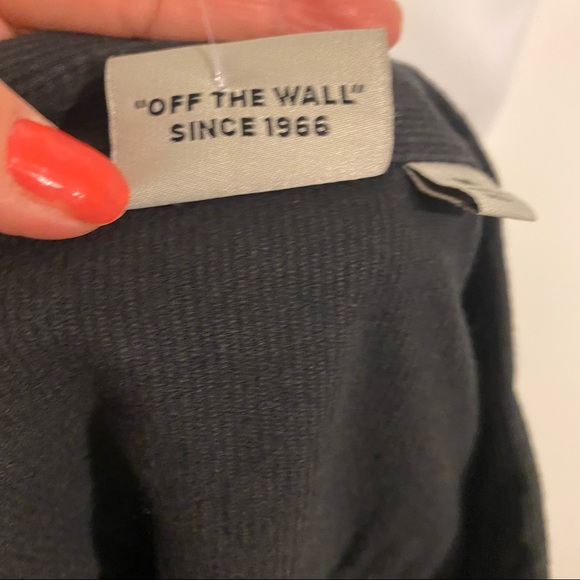 "OFF THE WALL"
SINCE 1966